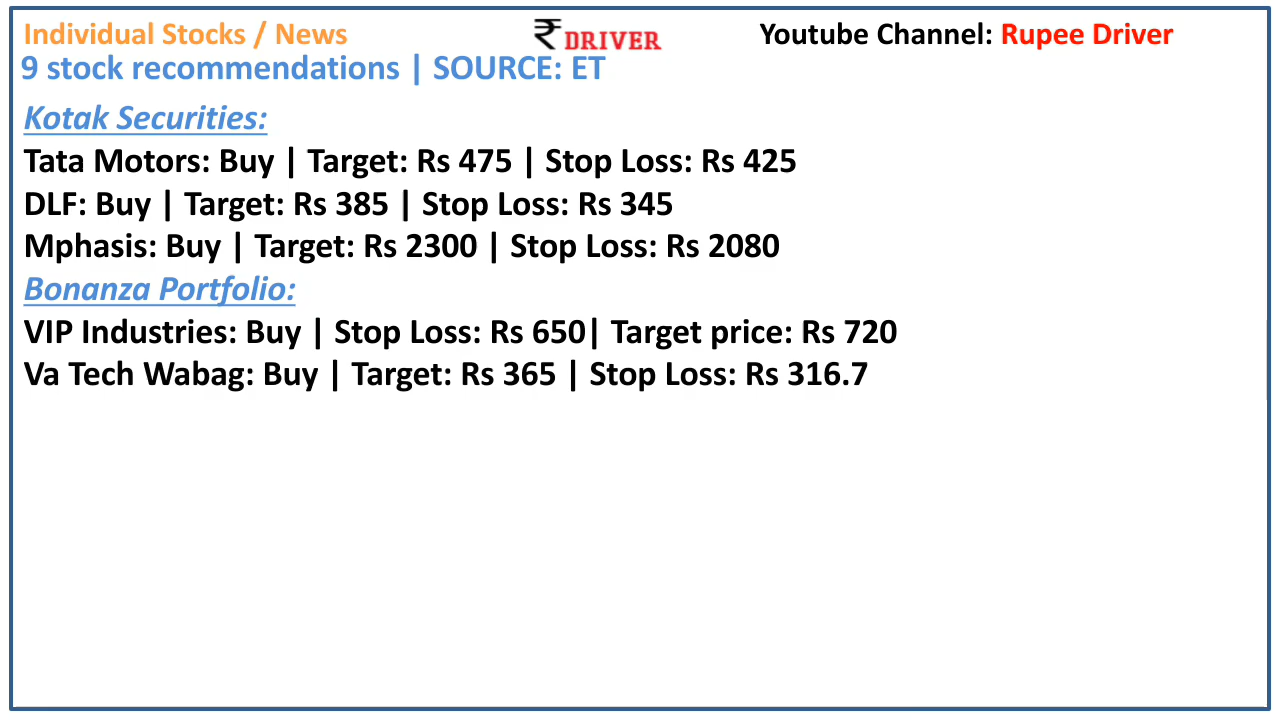 Individual Stocks / News
₹ DRIVER
Youtube Channel: Rupee Driver
9 stock recommendations | SOURCE: ET
Kotak Securities:
Tata Motors: Buy | Target: Rs 475 | Stop Loss: Rs 425
DLF: Buy | Target: Rs 385 | Stop Loss: Rs 345
Mphasis: Buy | Target: Rs 2300 | Stop Loss: Rs 2080
Bonanza Portfolio:
VIP Industries: Buy | Stop Loss: Rs 650| Target price: Rs 720
Va Tech Wabag: Buy | Target: Rs 365 | Stop Loss: Rs 316.7